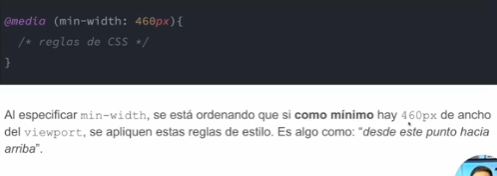 @media (min-width: 460px){
/* reglas de CSS */
}
Al especificar min-width, se está ordenando que si como mínimo hay 460px de ancho
del viewport, se apliquen estas reglas de estilo. Es algo como: "desde este punto hacia
arriba".